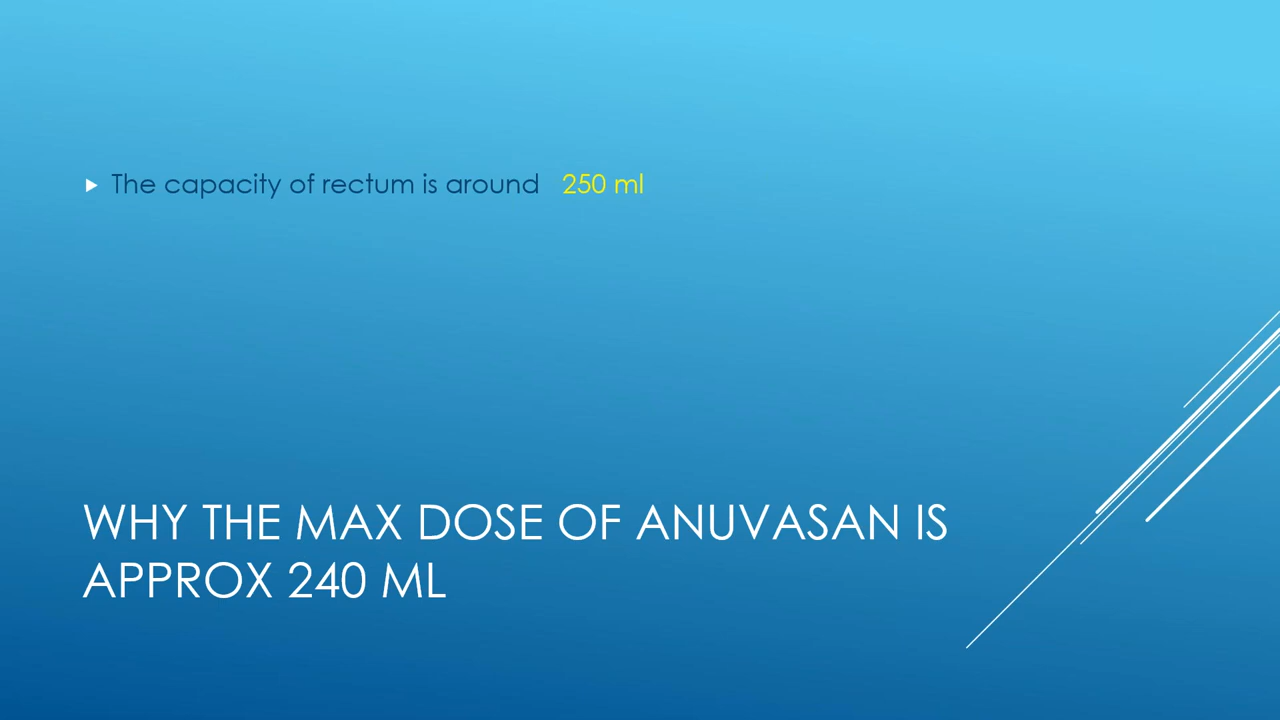 The capacity of rectum is around 250 ml
WHY THE MAX DOSE OF ANUVASAN IS
APPROX 240 ML